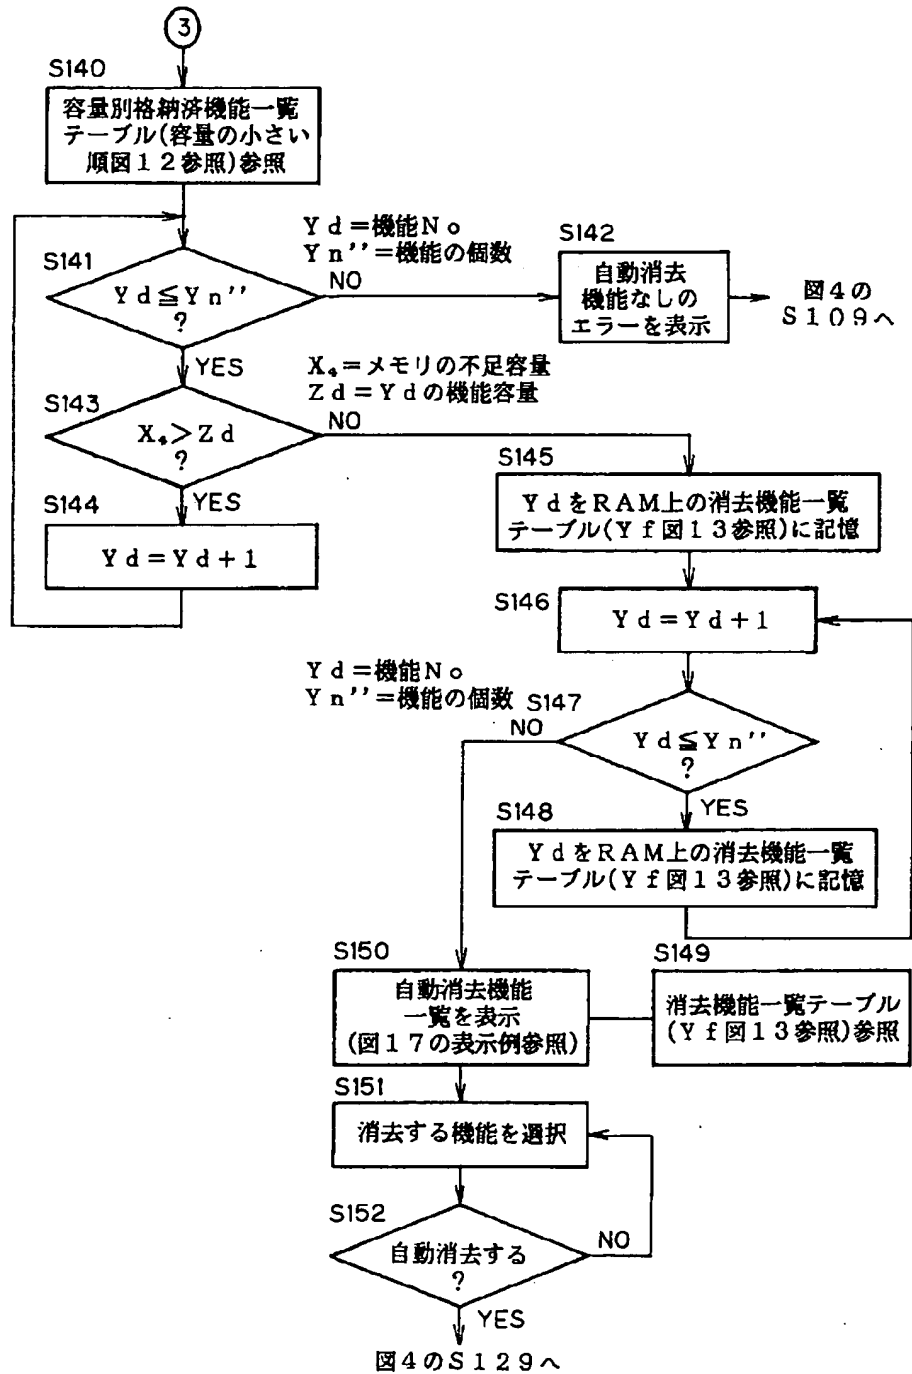 3
S140
容量別格納済機能一覧
テーブル(容量の小さい
順図12参照)参照
Yd=機能No
Yn''=機能の個数
S141
Yd≦Yn''
?
NO
YES
S142
自動消去
機能なしの
エラーを表示
図4の
S109へ
X₄=メモリの不足容量
Zd=Ydの機能容量
S143
X₄>Zd
?
NO
YES
S144
Yd=Yd+1
S145
YdをRAM上の消去機能一覧
テーブル(Yf図13参照)に記憶
S146
Yd=Yd+1
Yd=機能No
Yn''=機能の個数
S147
Yd≦Yn''
?
NO
YES
S148
YdをRAM上の消去機能一覧
テーブル(Yf図13参照)に記憶
S150
自動消去機能
一覧を表示
(図17の表示例参照)
S149
消去機能一覧テーブル
(Yf図13参照)参照
S151
消去する機能を選択
S152
自動消去する
?
NO
YES
図4のS129へ